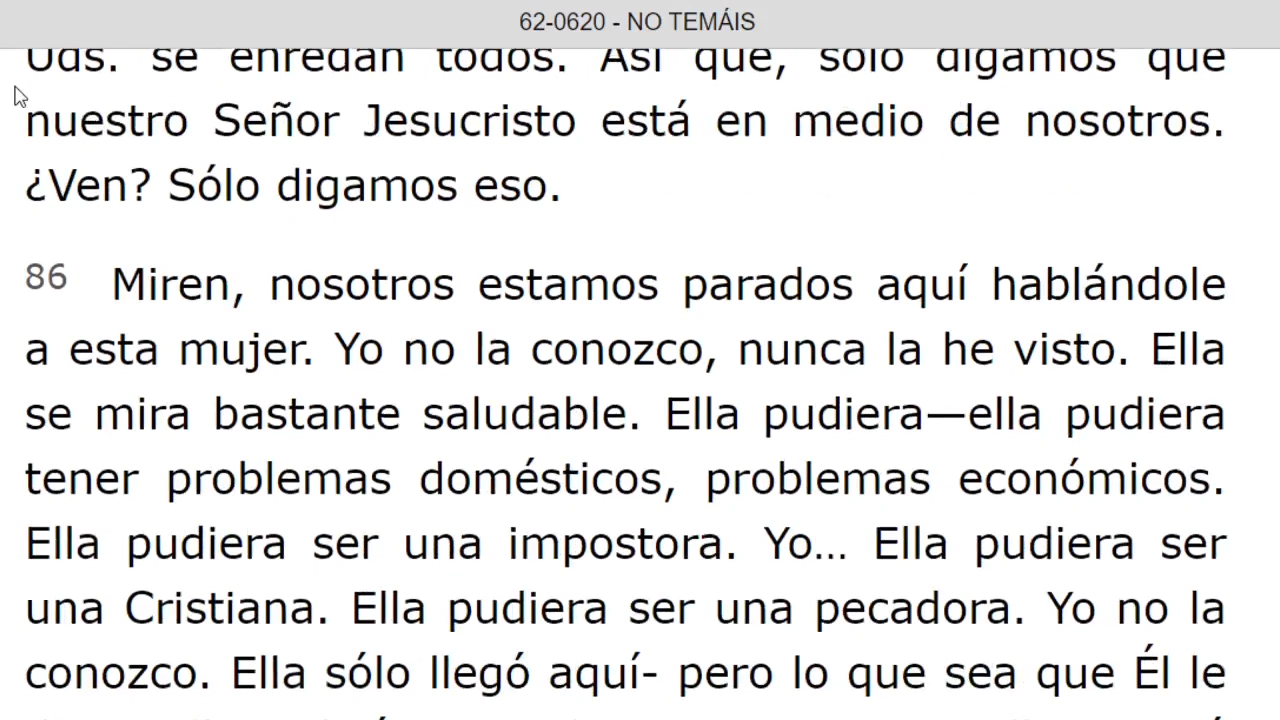 62-0620 - NO TEMÁIS
Uds. se enredan todos. Así que, sólo digamos que
nuestro Señor Jesucristo está en medio de nosotros.
¿Ven? Sólo digamos eso.
86 Miren, nosotros estamos parados aquí hablándole
a esta mujer. Yo no la conozco, nunca la he visto. Ella
se mira bastante saludable. Ella pudiera—ella pudiera
tener problemas domésticos, problemas económicos.
Ella pudiera ser una impostora. Yo... Ella pudiera ser
una Cristiana. Ella pudiera ser una pecadora. Yo no la
conozco. Ella sólo llegó aquí- pero lo que sea que Él le